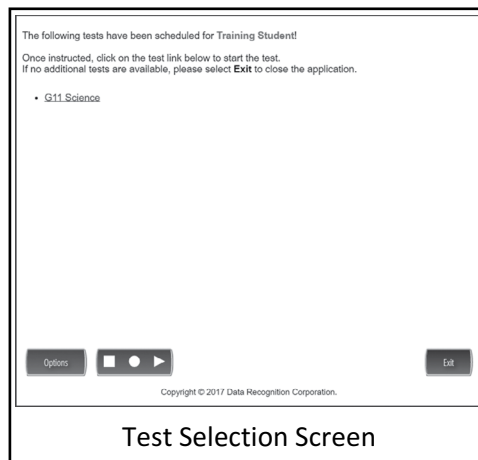 The following tests have been scheduled for Training Student!
Once instructed, click on the test link below to start the test.
If no additional tests are available, please select Exit to close the application.
• G11 Science
Options
Exit
Copyright © 2017 Data Recognition Corporation.
Test Selection Screen